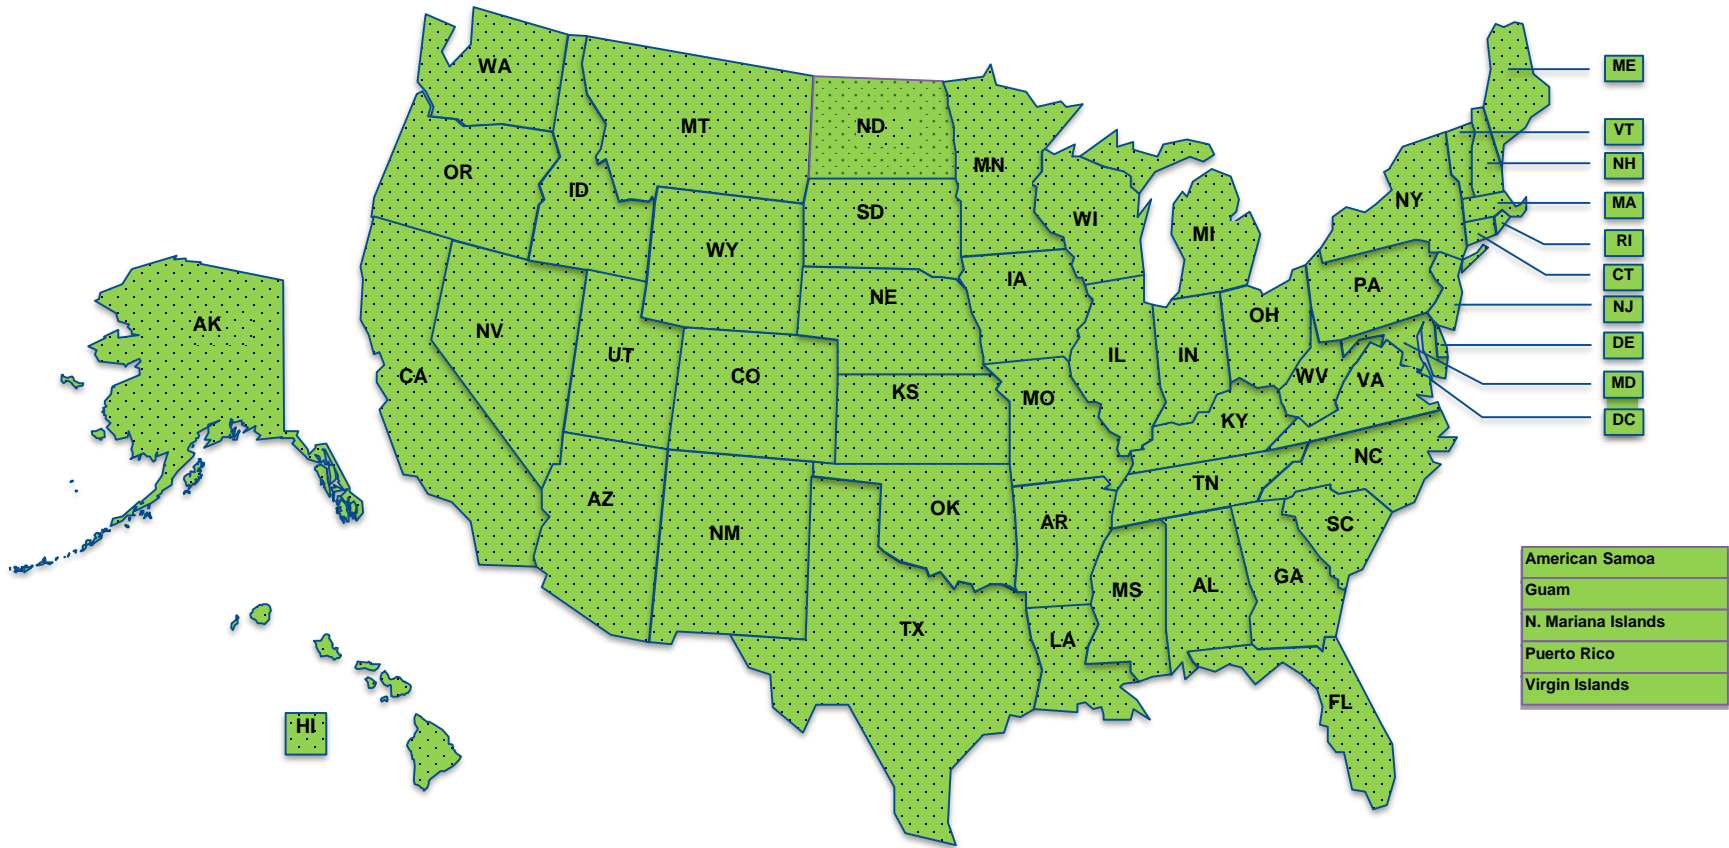 WA
ME
MT
ND
VT
OR
MN
NH
ID
NY
MA
SD
WI
MI
RI
WY
CT
IA
PA
NE
NJ
AK
OH
NV
DE
UT
IL
IN
CA
CO
WV
VA
MD
KS
MO
KY
DC
NC
TN
AZ
OK
AR
SC
NM
American Samoa
GA
MS
AL
Guam
N. Mariana Islands
TX
LA
Puerto Rico
Virgin Islands
FL
HI